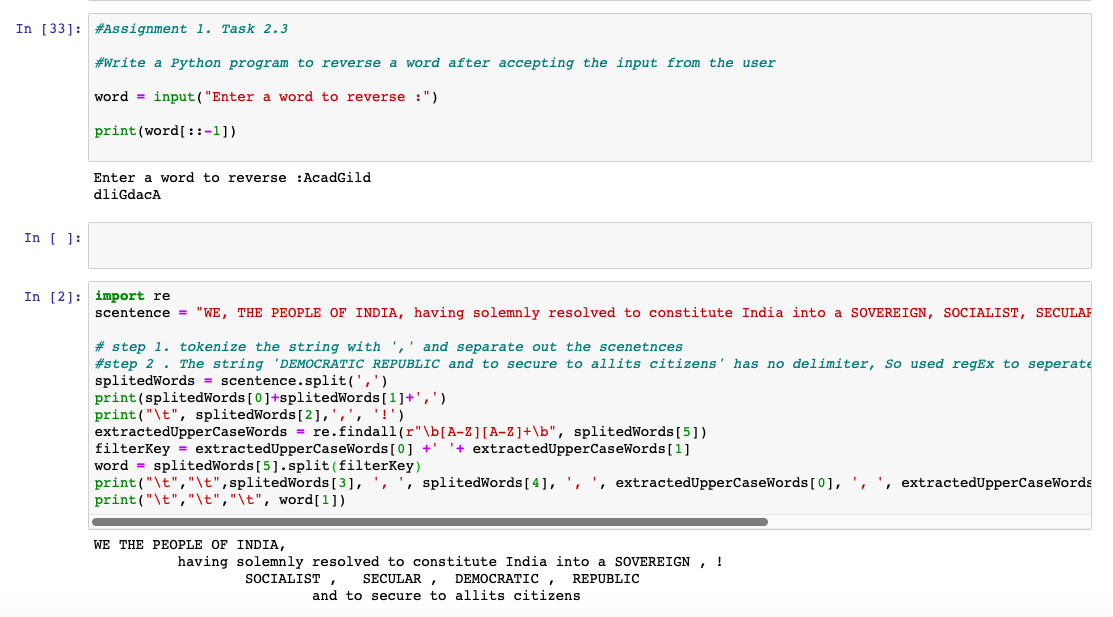 In [33]:
#Assignment 1. Task 2.3
#Write a Python program to reverse a word after accepting the input from the user
word = input("Enter a word to reverse :")
print(word[::-1])
Enter a word to reverse :AcadGild
dliGdacA
In [ ]:
In [2]:
import re
scentence = "WE, THE PEOPLE OF INDIA, having solemnly resolved to constitute India into a SOVEREIGN, SOCIALIST, SECULAR
# step 1. tokenize the string with ',' and separate out the scenetnces
#step 2 . The string 'DEMOCRATIC REPUBLIC and to secure to allits citizens' has no delimiter, So used regEx to seperate
splitedWords = scentence.split(',')
print(splitedWords[0]+splitedWords[1]+',')
print("\t", splitedWords[2],',', '!')
extractedUpperCaseWords = re.findall(r"\b[A-Z][A-Z]+\b", splitedWords[5])
filterKey = extractedUpperCaseWords[0] +' '+ extractedUpperCaseWords[1]
word = splitedWords[5].split(filterKey)
print("\t","\t",splitedWords[3], ', ', splitedWords[4], ', ', extractedUpperCaseWords[0], ', ', extractedUpperCaseWords
print("\t","\t","\t", word[1])
WE THE PEOPLE OF INDIA,
having solemnly resolved to constitute India into a SOVEREIGN , !
SOCIALIST ,   SECULAR ,  DEMOCRATIC ,  REPUBLIC
and to secure to allits citizens